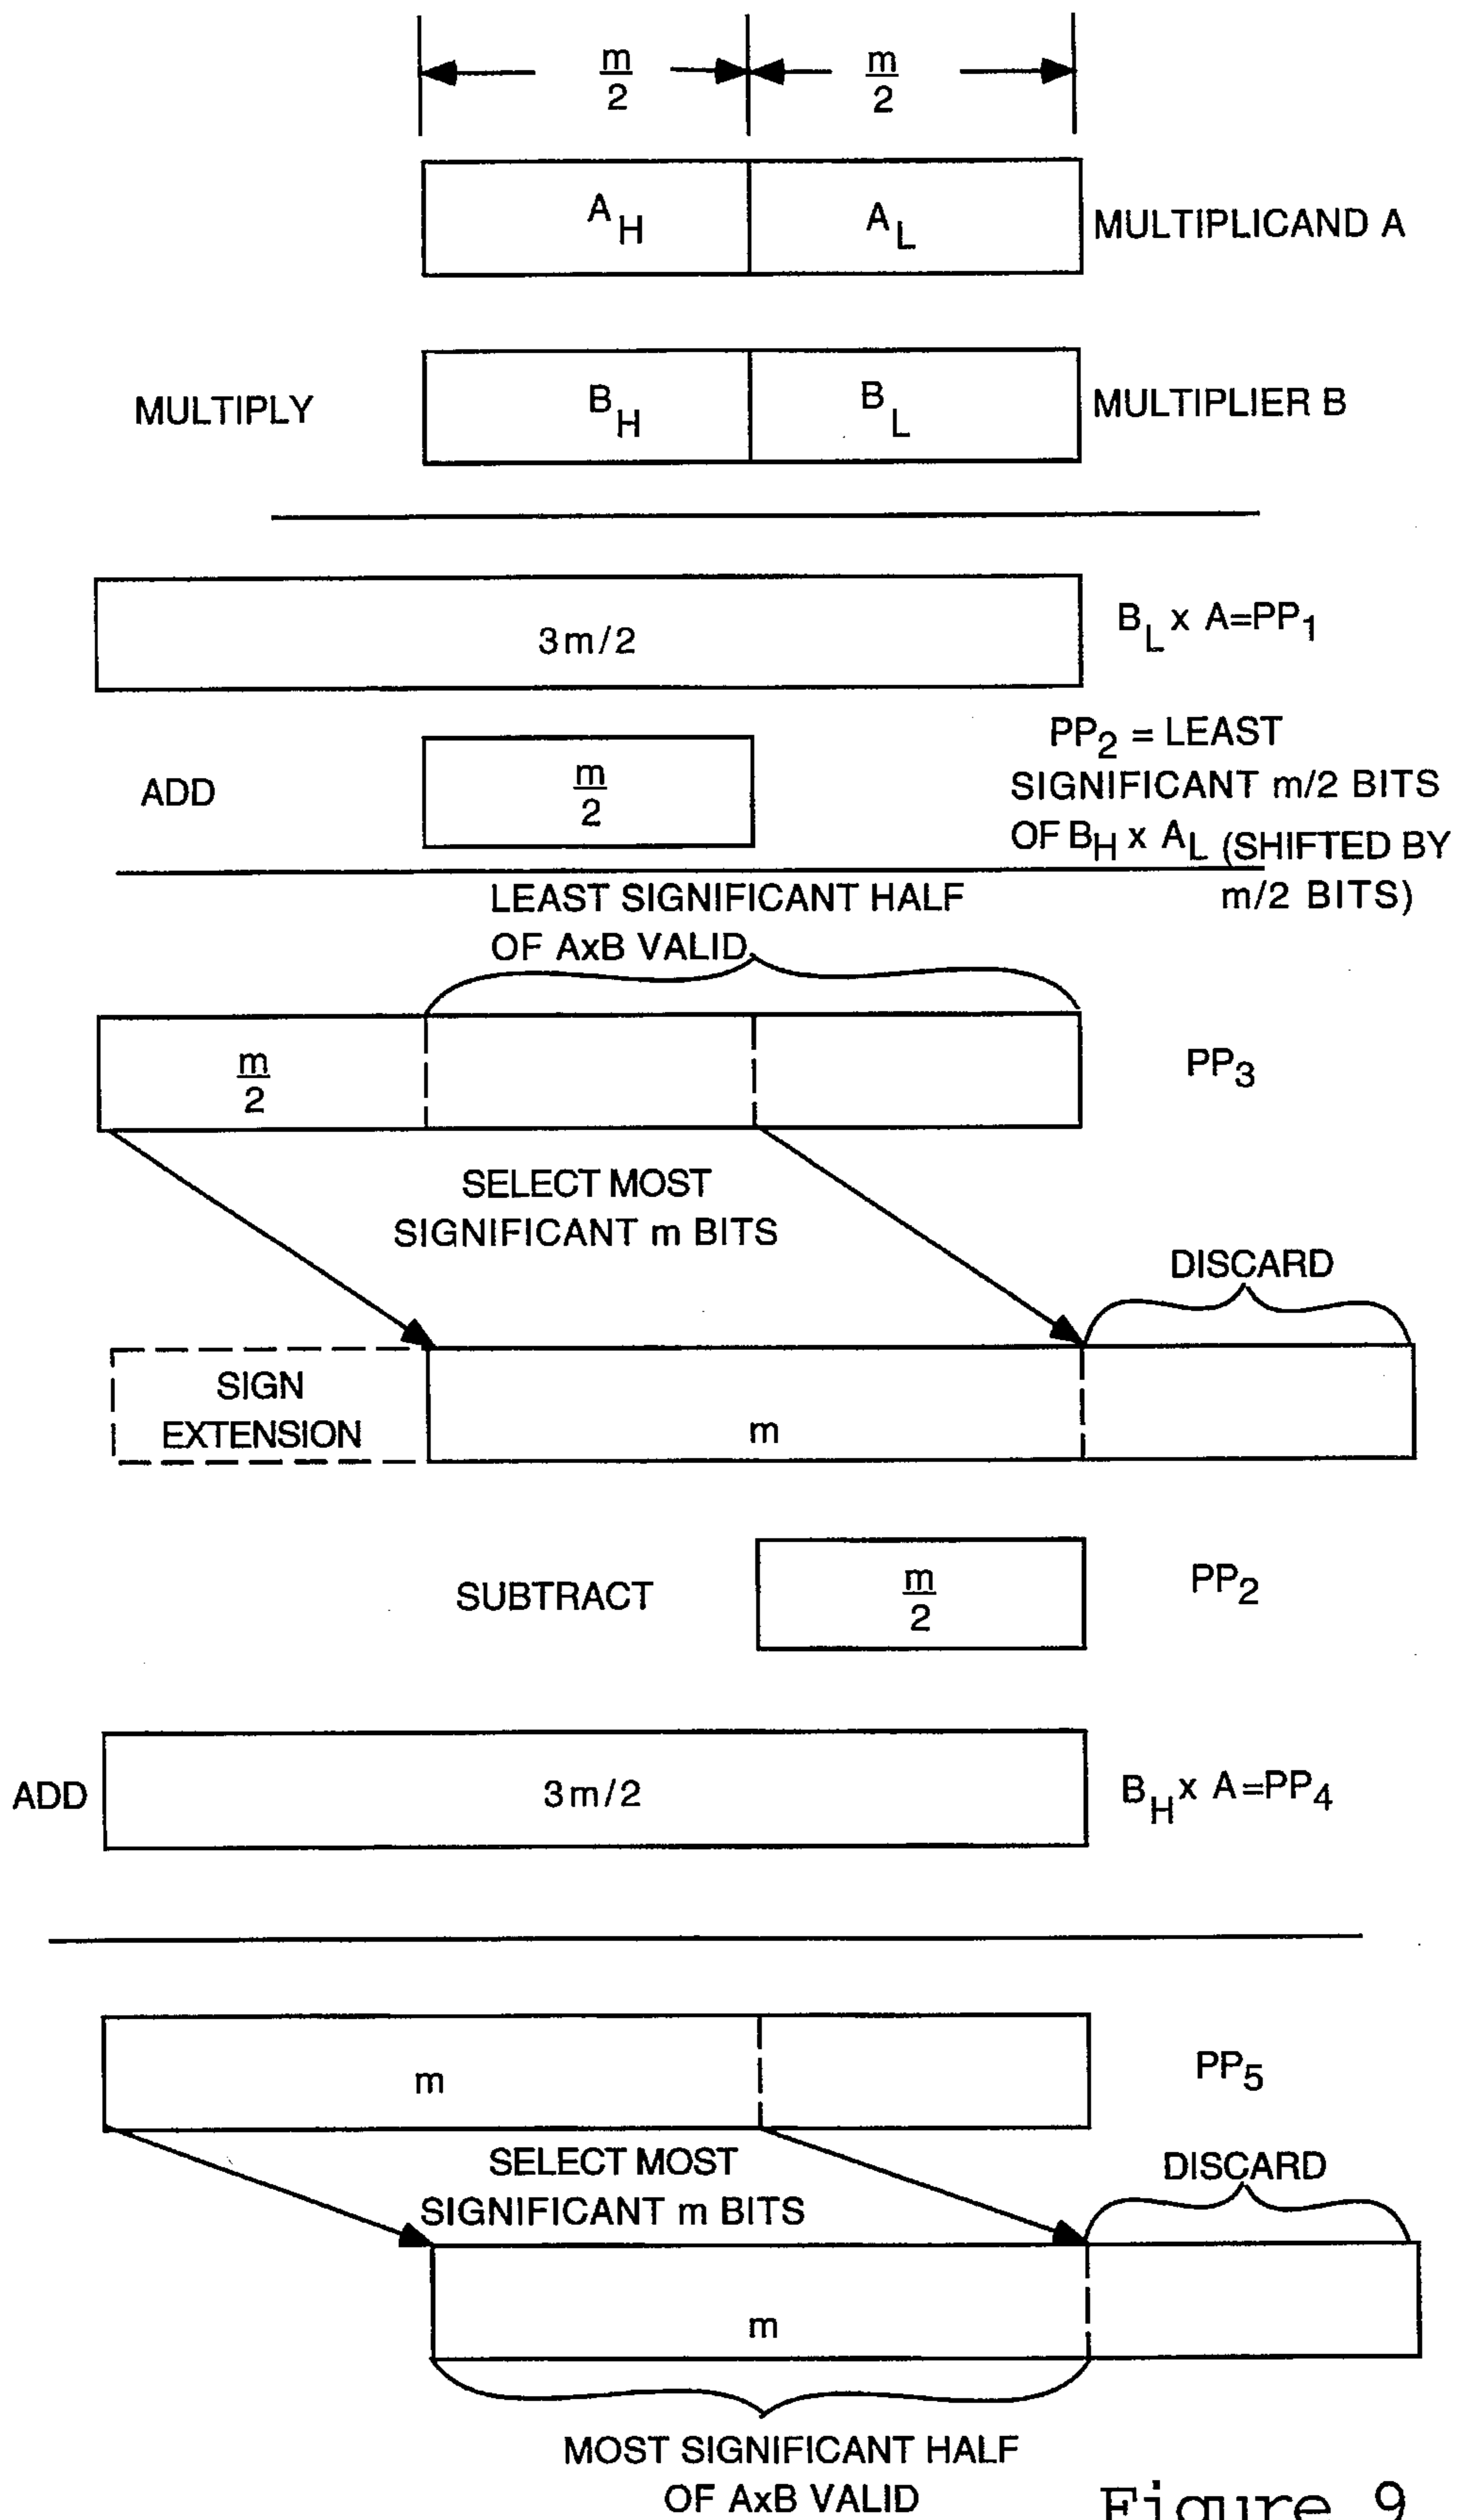 m/2 m/2
A_H A_L MULTIPLICAND A
MULTIPLY B_H B_L MULTIPLIER B
3m/2 B_L x A=PP_1
ADD m/2 PP_2 = LEAST
SIGNIFICANT m/2 BITS
OF B_H x A_L (SHIFTED BY
m/2 BITS)
LEAST SIGNIFICANT HALF
OF AxB VALID
m/2 PP_3
SELECT MOST
SIGNIFICANT m BITS
DISCARD
SIGN
EXTENSION
m
SUBTRACT m/2 PP_2
ADD 3m/2 B_H x A=PP_4
m PP_5
SELECT MOST
SIGNIFICANT m BITS
DISCARD
m
MOST SIGNIFICANT HALF
OF AxB VALID
Figure 9